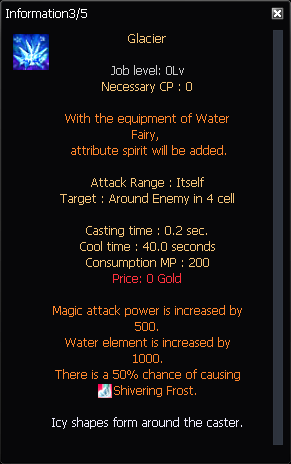 Information3/5
Glacier
Job level: 0Lv
Necessary CP : 0
With the equipment of Water
Fairy,
attribute spirit will be added.
Attack Range : Itself
Target : Around Enemy in 4 cell
Casting time : 0.2 sec.
Cool time : 40.0 seconds
Consumption MP : 200
Price: 0 Gold
Magic attack power is increased by
500.
Water element is increased by
1000.
There is a 50% chance of causing
Shivering Frost.
Icy shapes form around the caster.